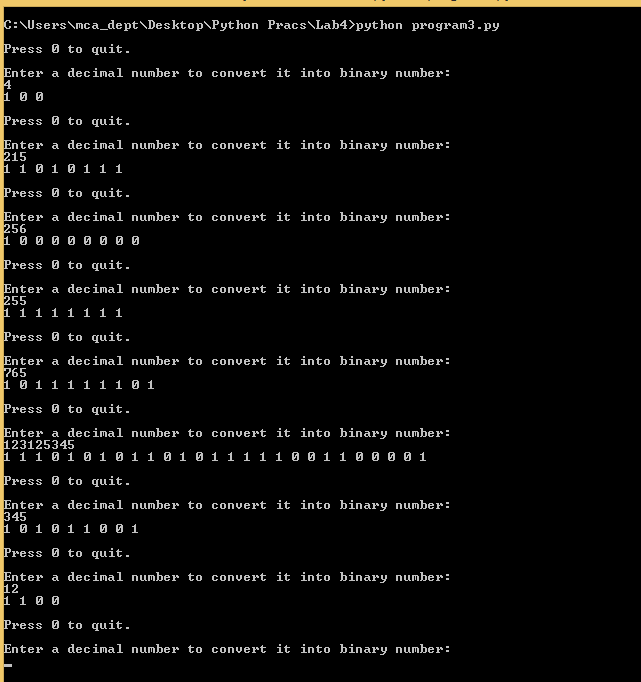 C:\Users\mca_dept\Desktop\Python Pracs\Lab4>python program3.py
Press 0 to quit.
Enter a decimal number to convert it into binary number:
4
1 0 0
Press 0 to quit.
Enter a decimal number to convert it into binary number:
215
1 1 0 1 0 1 1 1
Press 0 to quit.
Enter a decimal number to convert it into binary number:
256
1 0 0 0 0 0 0 0 0
Press 0 to quit.
Enter a decimal number to convert it into binary number:
255
1 1 1 1 1 1 1 1
Press 0 to quit.
Enter a decimal number to convert it into binary number:
765
1 0 1 1 1 1 1 1 0 1
Press 0 to quit.
Enter a decimal number to convert it into binary number:
123125345
1 1 1 0 1 0 1 0 1 1 0 1 0 1 1 1 1 1 0 0 1 1 0 0 0 0 1
Press 0 to quit.
Enter a decimal number to convert it into binary number:
345
1 0 1 0 1 1 0 0 1
Press 0 to quit.
Enter a decimal number to convert it into binary number:
12
1 1 0 0
Press 0 to quit.
Enter a decimal number to convert it into binary number: